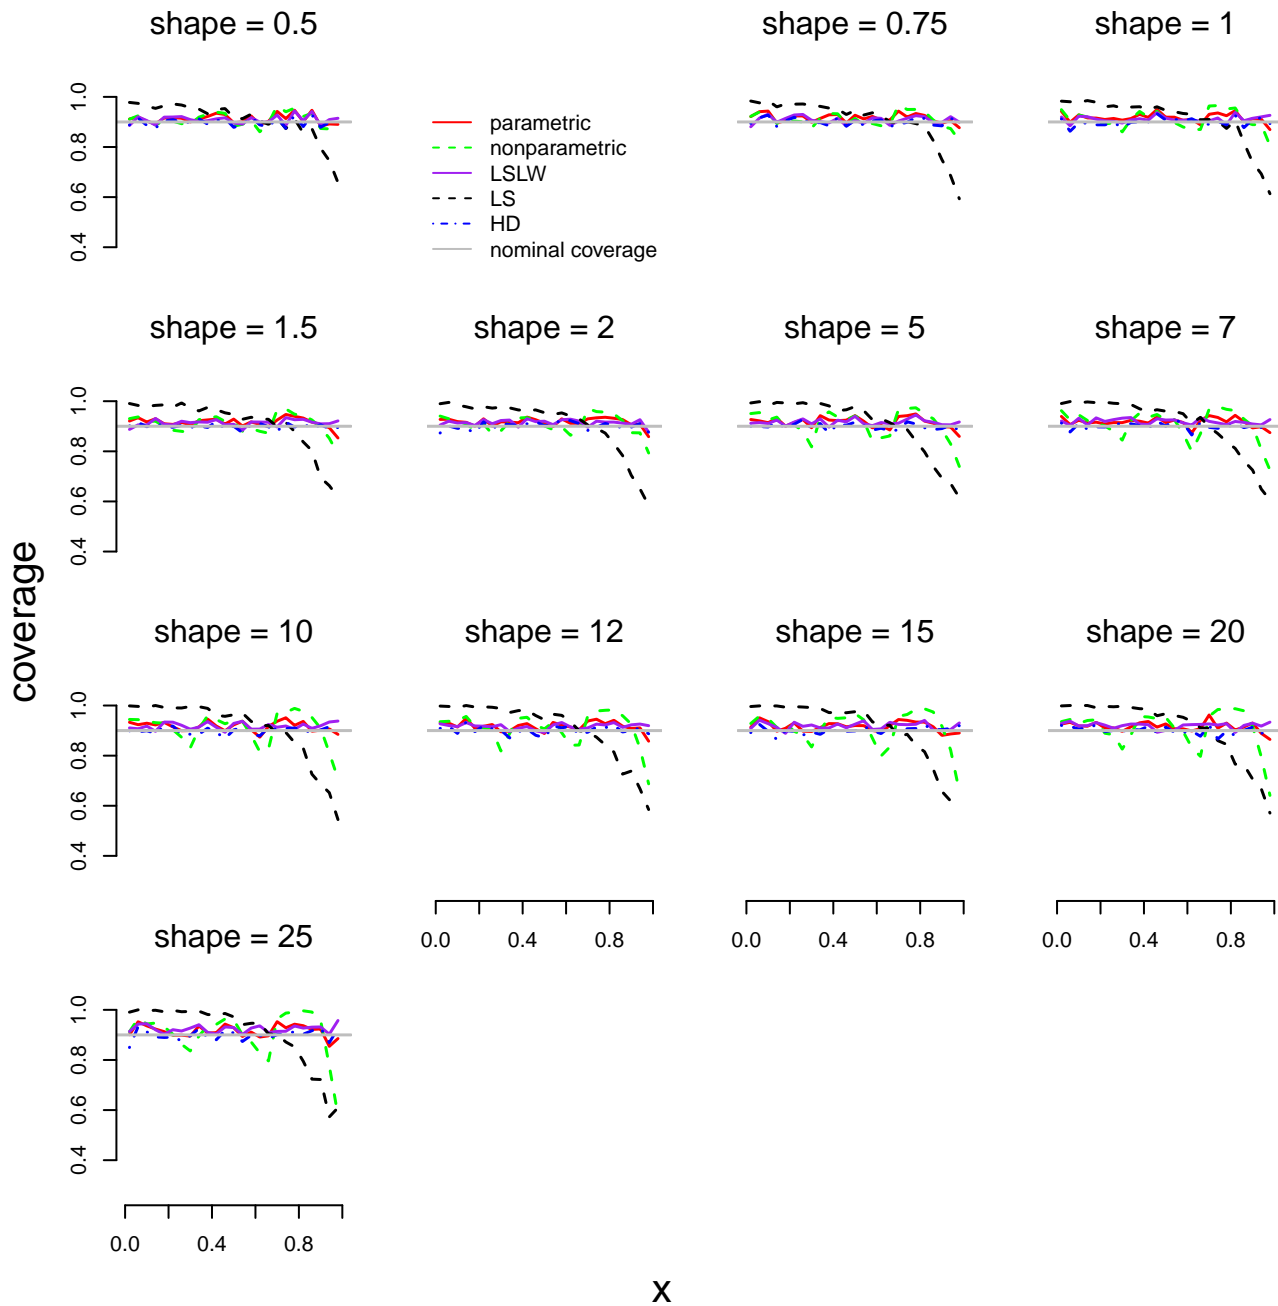 shape = 0.5
shape = 0.75
shape = 1
0.4 0.6 0.8 1.0
parametric
nonparametric
LSLW
LS
HD
nominal coverage
shape = 1.5
shape = 2
shape = 5
shape = 7
0.4 0.6 0.8 1.0
coverage
shape = 10
shape = 12
shape = 15
shape = 20
0.4 0.6 0.8 1.0
0.0 0.4 0.8
0.0 0.4 0.8
0.0 0.4 0.8
shape = 25
0.4 0.6 0.8 1.0
0.0 0.4 0.8
x